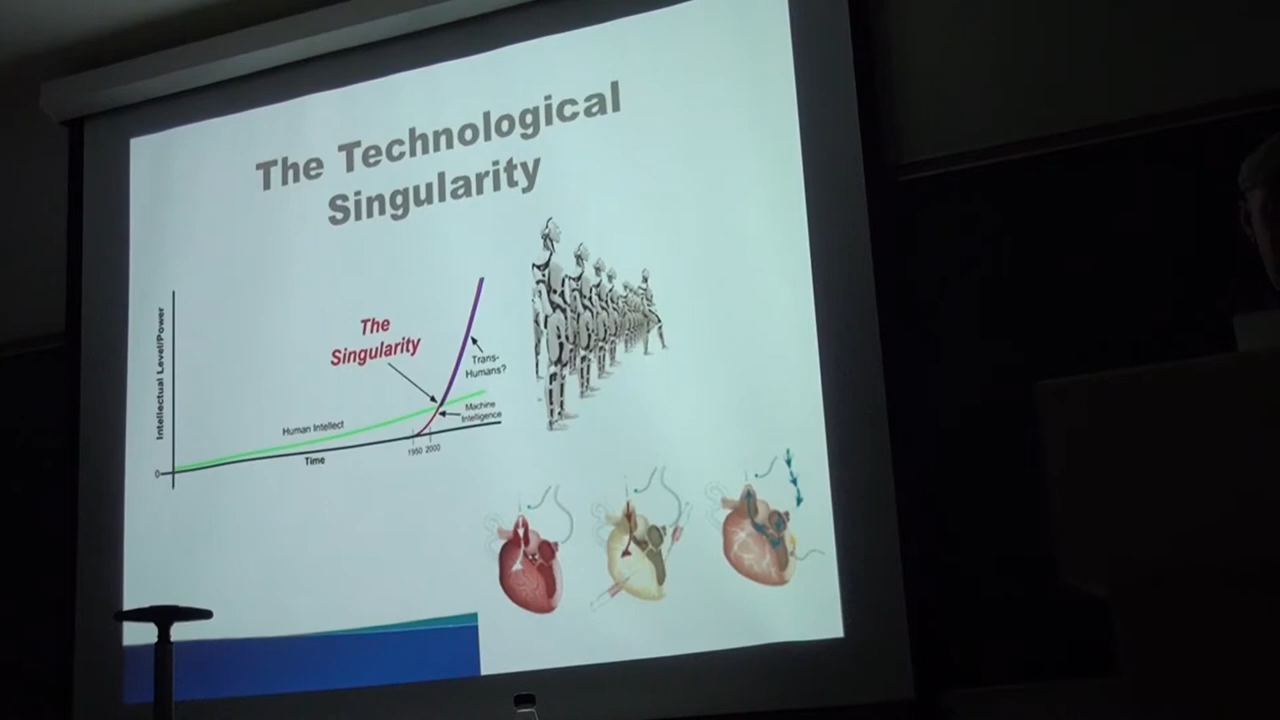 The Technological
Singularity
Intellectual Level/Power
The
Singularity
Trans-
Humans?
Human Intellect
Machine
Intelligence
0
Time
1950 2000